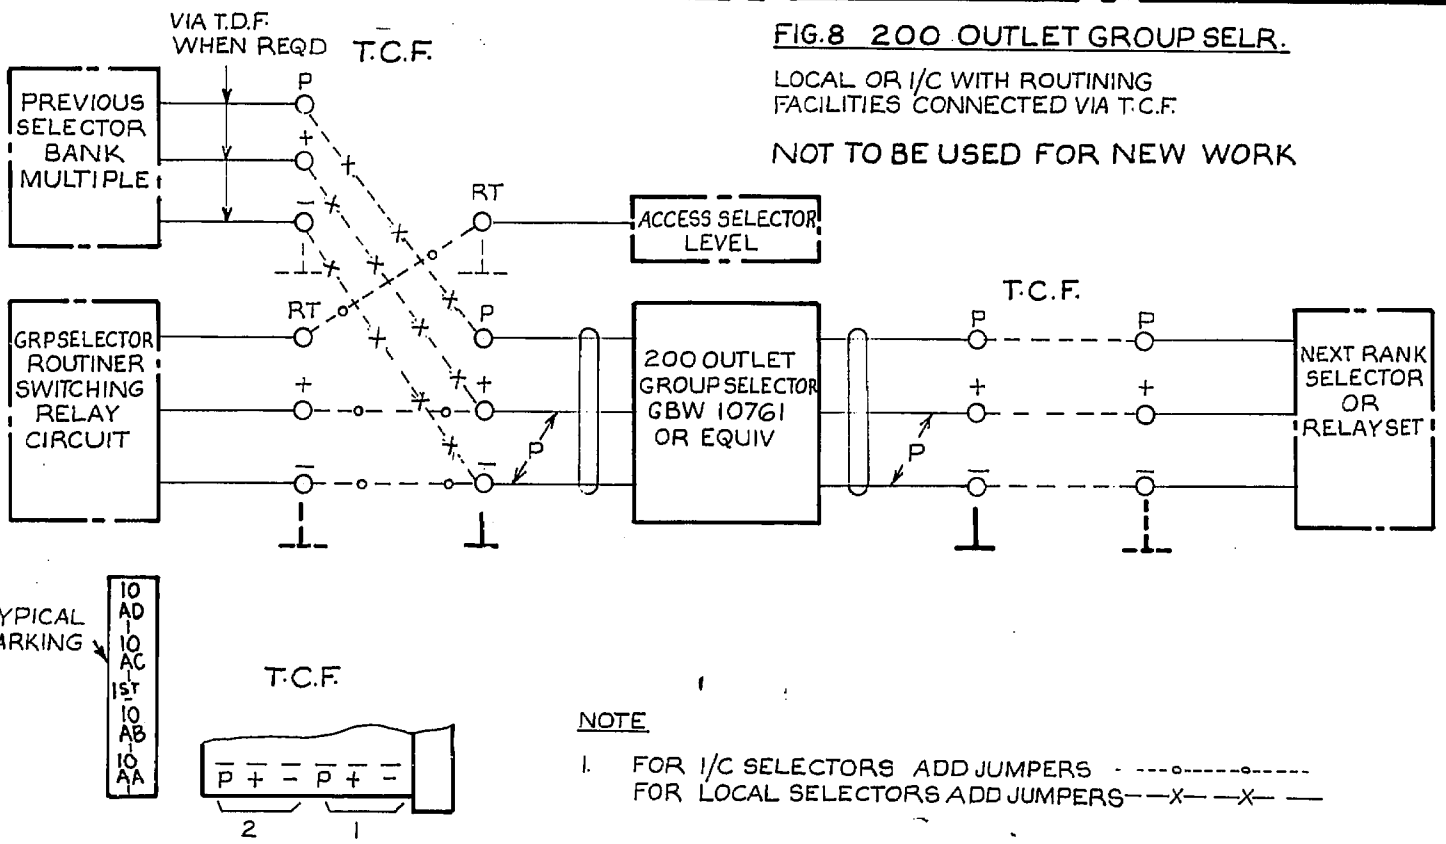 VIA T.D.F.
WHEN REQD
T.C.F.
FIG.8 200 OUTLET GROUP SELR.
LOCAL OR I/C WITH ROUTINING
FACILITIES CONNECTED VIA T.C.F.
NOT TO BE USED FOR NEW WORK
PREVIOUS
SELECTOR
BANK
MULTIPLE
P
+
−
RT
ACCESS SELECTOR
LEVEL
GRP SELECTOR
ROUTINER
SWITCHING
RELAY
CIRCUIT
RT
+
−
P
+
−
P
200 OUTLET
GROUP SELECTOR
GBW 10761
OR EQUIV
T.C.F.
P
+
−
P
P
+
−
NEXT RANK
SELECTOR
OR
RELAY SET
YPICAL
ARKING
10
AD
10
AC
1ST
10
AB
10
AA
T.C.F.
P + − P + −
2 1
NOTE
1. FOR I/C SELECTORS ADD JUMPERS
FOR LOCAL SELECTORS ADD JUMPERS